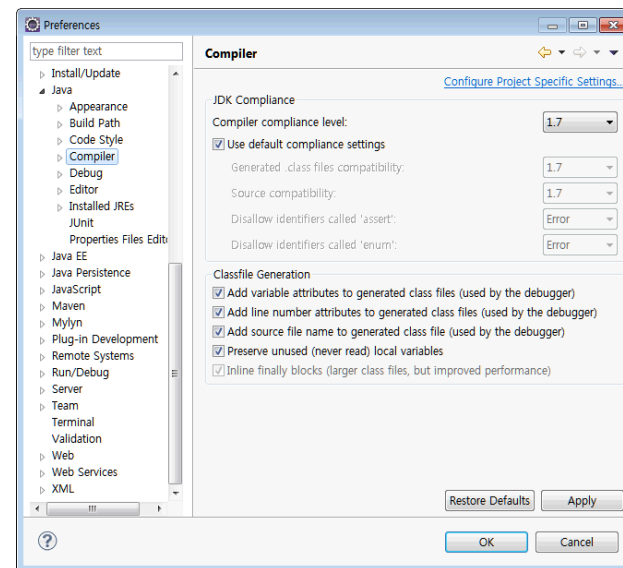 Preferences
type filter text
Install/Update
Java
Appearance
Build Path
Code Style
Compiler
Debug
Editor
Installed JREs
JUnit
Properties Files Edito
Java EE
Java Persistence
JavaScript
Maven
Mylyn
Plug-in Development
Remote Systems
Run/Debug
Server
Team
Terminal
Validation
Web
Web Services
XML
Compiler
Configure Project Specific Settings...
JDK Compliance
Compiler compliance level: 1.7
Use default compliance settings
Generated .class files compatibility: 1.7
Source compatibility: 1.7
Disallow identifiers called 'assert': Error
Disallow identifiers called 'enum': Error
Classfile Generation
Add variable attributes to generated class files (used by the debugger)
Add line number attributes to generated class files (used by the debugger)
Add source file name to generated class file (used by the debugger)
Preserve unused (never read) local variables
Inline finally blocks (larger class files, but improved performance)
Restore Defaults Apply
OK Cancel